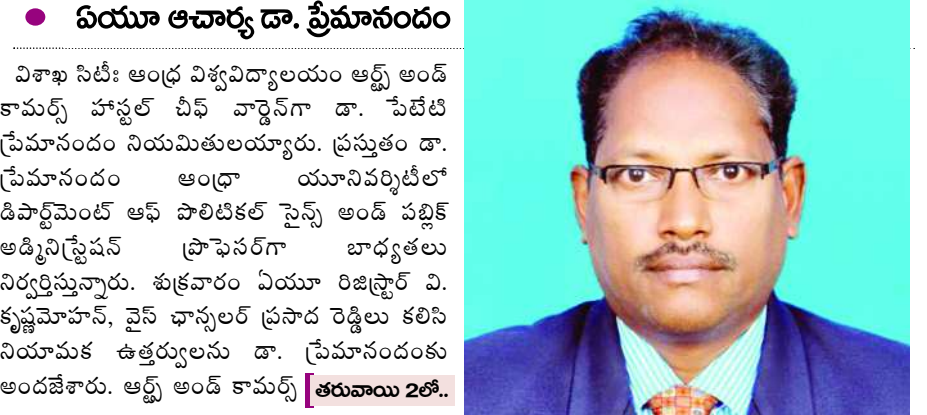 ఏయూ ఆచార్య డా. ప్రేమానందం
విశాఖ సిటీః ఆంధ్ర విశ్వవిద్యాలయం ఆర్ట్స్ అండ్
కామర్స్ హాస్టల్ చీఫ్ వార్డెన్‌గా డా. పేటేటి
ప్రేమానందం నియమితులయ్యారు. ప్రస్తుతం డా.
ప్రేమానందం ఆంధ్రా యూనివర్శిటీలో
డిపార్ట్‌మెంట్ ఆఫ్ పొలిటికల్ సైన్స్ అండ్ పబ్లిక్
అడ్మినిస్ట్రేషన్ ప్రొఫెసర్‌గా బాధ్యతలు
నిర్వర్తిస్తున్నారు. శుక్రవారం ఏయూ రిజిస్ట్రార్ వి.
కృష్ణమోహన్, వైస్ ఛాన్సలర్ ప్రసాద రెడ్డిలు కలిసి
నియామక ఉత్తర్వులను డా. ప్రేమానందంకు
అందజేశారు. ఆర్ట్స్ అండ్ కామర్స్ తరువాయి 2లో..